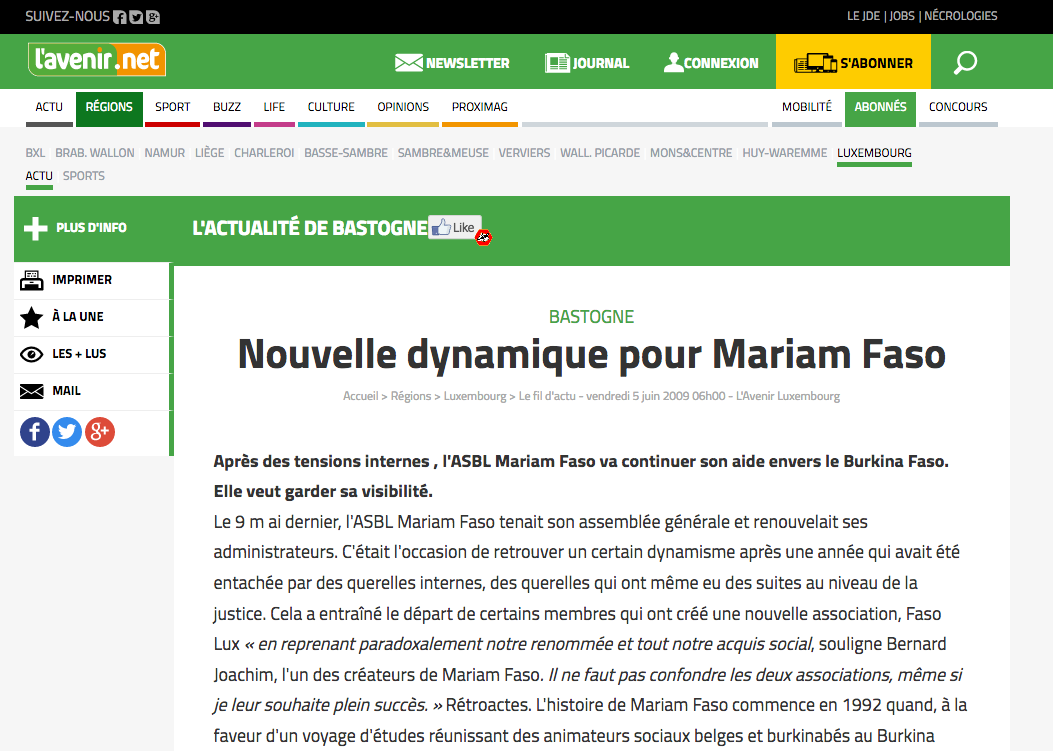 SUIVEZ-NOUS
LE JDE | JOBS | NÉCROLOGIES
l'avenir.net
NEWSLETTER
JOURNAL
CONNEXION
S'ABONNER
ACTU RÉGIONS SPORT BUZZ LIFE CULTURE OPINIONS PROXIMAG MOBILITÉ ABONNÉS CONCOURS
BXL BRAB. WALLON NAMUR LIÈGE CHARLEROI BASSE-SAMBRE SAMBRE&MEUSE VERVIERS WALL. PICARDE MONS&CENTRE HUY-WAREMME LUXEMBOURG
ACTU SPORTS
PLUS D'INFO
L'ACTUALITÉ DE BASTOGNE
Like
IMPRIMER
À LA UNE
LES + LUS
MAIL
BASTOGNE
Nouvelle dynamique pour Mariam Faso
Accueil > Régions > Luxembourg > Le fil d'actu - vendredi 5 juin 2009 06h00 - L'Avenir Luxembourg
Après des tensions internes , l'ASBL Mariam Faso va continuer son aide envers le Burkina Faso.
Elle veut garder sa visibilité.
Le 9 m ai dernier, l'ASBL Mariam Faso tenait son assemblée générale et renouvelait ses
administrateurs. C'était l'occasion de retrouver un certain dynamisme après une année qui avait été
entachée par des querelles internes, des querelles qui ont même eu des suites au niveau de la
justice. Cela a entraîné le départ de certains membres qui ont créé une nouvelle association, Faso
Lux « en reprenant paradoxalement notre renommée et tout notre acquis social, souligne Bernard
Joachim, l'un des créateurs de Mariam Faso. Il ne faut pas confondre les deux associations, même si
je leur souhaite plein succès. » Rétroactes. L'histoire de Mariam Faso commence en 1992 quand, à la
faveur d'un voyage d'études réunissant des animateurs sociaux belges et burkinabés au Burkina